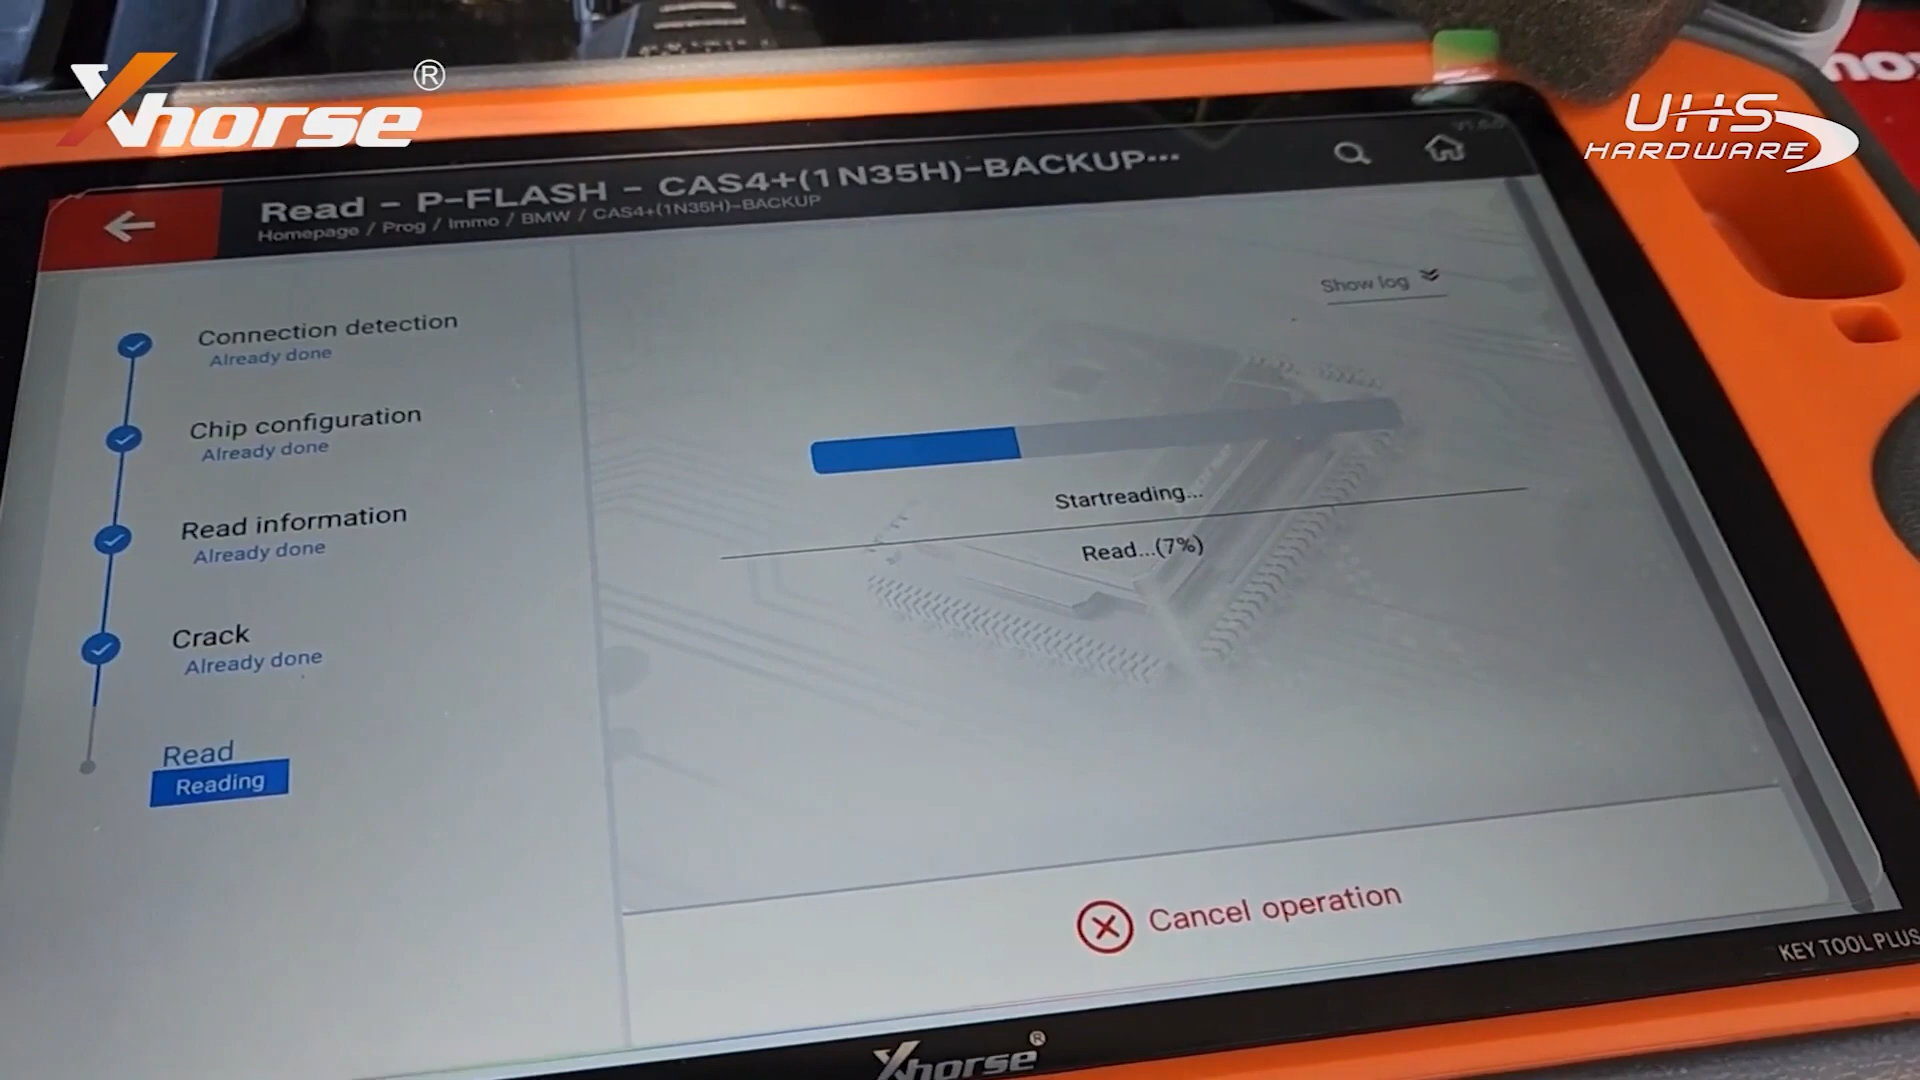 Xhorse®
UHS
HARDWARE
Read - P-FLASH - CAS4+(1N35H)-BACKUP...
Homepage / Prog / Immo / BMW / CAS4+(1N35H)-BACKUP
Show log
Connection detection
Already done
Chip configuration
Already done
Read information
Already done
Crack
Already done
Read
Reading
Startreading...
Read...(7%)
Cancel operation
KEY TOOL PLUS
Xhorse®